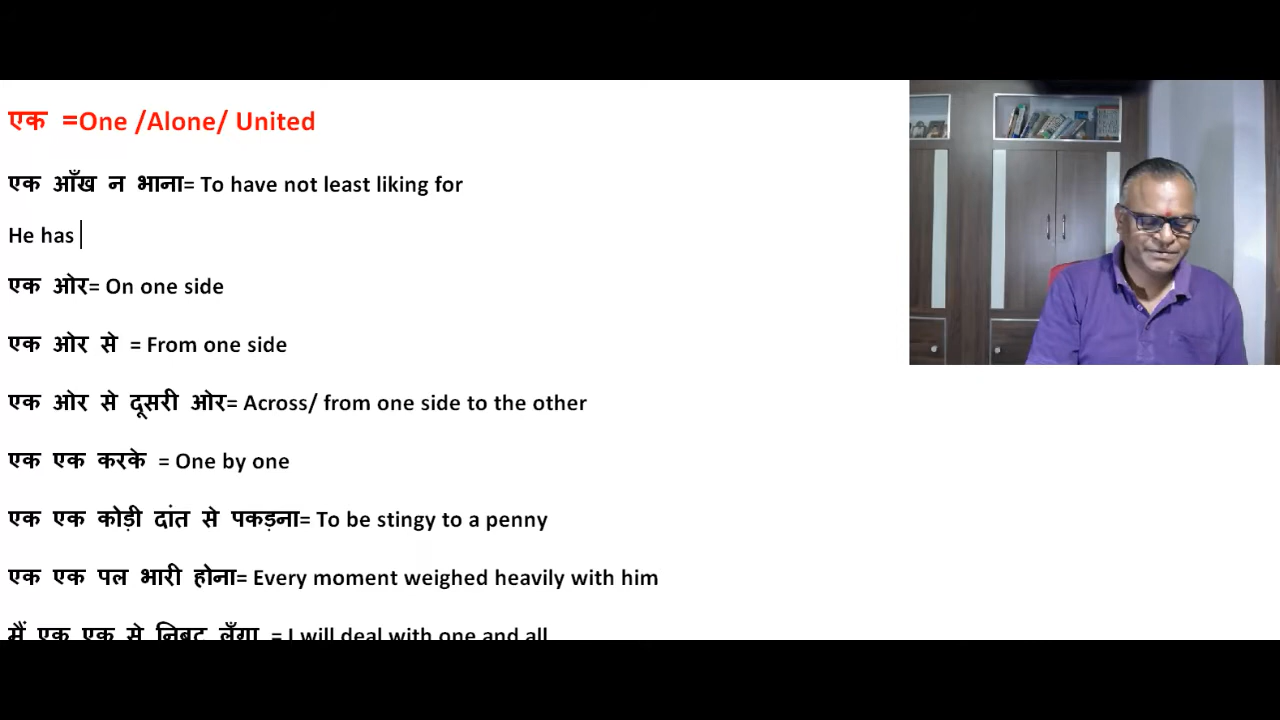 एक =One /Alone/ United
एक आँख न भाना= To have not least liking for
He has
एक ओर= On one side
एक ओर से = From one side
एक ओर से दूसरी ओर= Across/ from one side to the other
एक एक करके = One by one
एक एक कोड़ी दांत से पकड़ना= To be stingy to a penny
एक एक पल भारी होना= Every moment weighed heavily with him
मैं एक एक से निबट लूँगा = I will deal with one and all